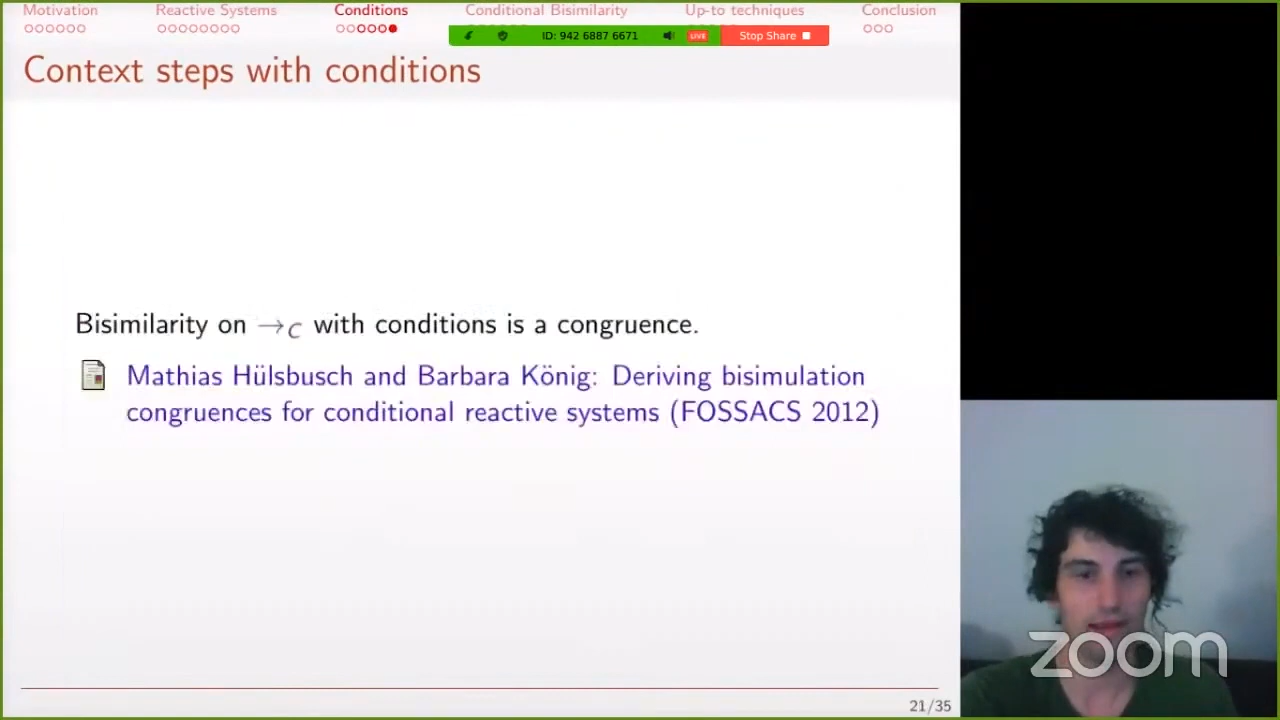 Motivation Reactive Systems Conditions Conditional Bisimilarity Up-to techniques Conclusion
ID: 942 6887 6671 LIVE Stop Share
Context steps with conditions
Bisimilarity on →C with conditions is a congruence.
Mathias Hülsbusch and Barbara König: Deriving bisimulation
congruences for conditional reactive systems (FOSSACS 2012)
zoom
21/35